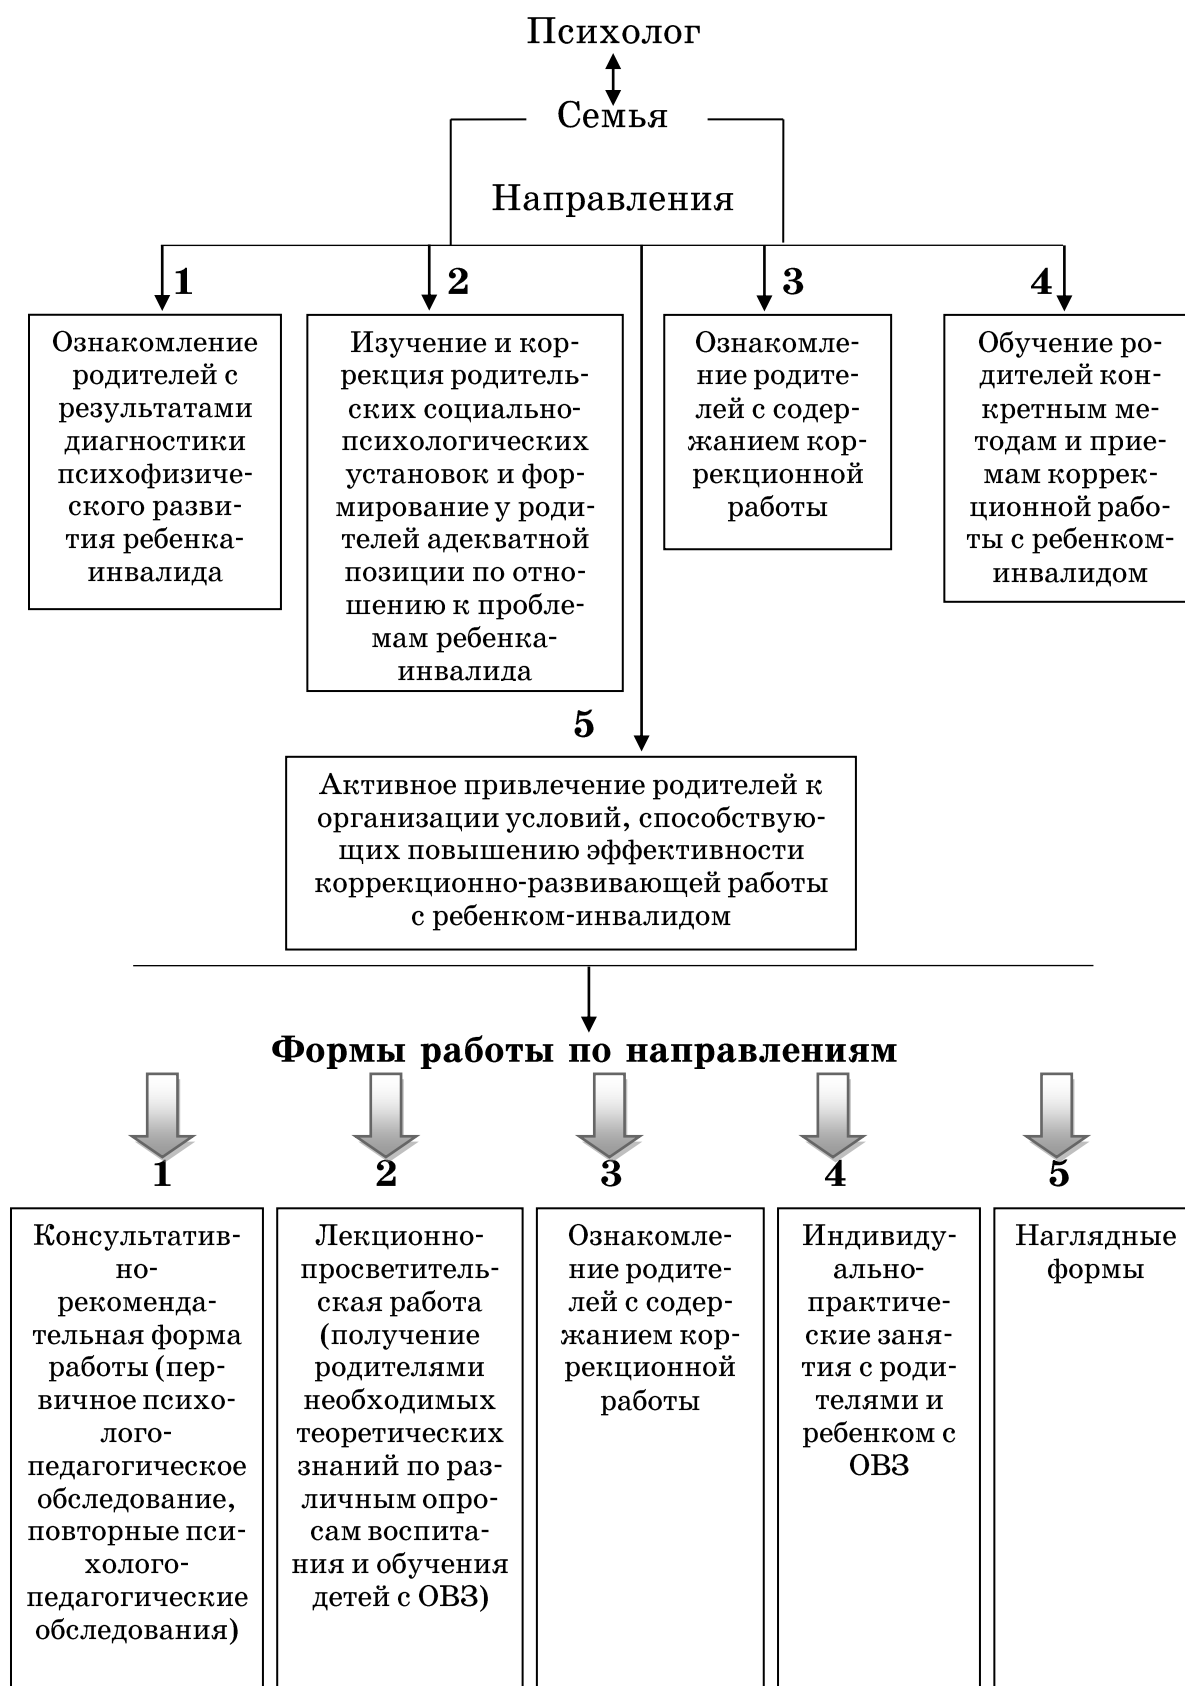 Психолог
Семья
Направления
1
Ознакомление
родителей с
результатами
диагностики
психофизиче-
ского разви-
тия ребенка-
инвалида
2
Изучение и кор-
рекция родитель-
ских социально-
психологических
установок и фор-
мирование у роди-
телей адекватной
позиции по отно-
шению к пробле-
мам ребенка-
инвалида
3
Ознакомле-
ние родите-
лей с содер-
жанием кор-
рекционной
работы
4
Обучение ро-
дителей кон-
кретным ме-
тодам и прие-
мам коррек-
ционной рабо-
ты с ребенком-
инвалидом
5
Активное привлечение родителей к
организации условий, способствую-
щих повышению эффективности
коррекционно-развивающей работы
с ребенком-инвалидом
Формы работы по направлениям
1
Консультатив-
но-
рекоменда-
тельная форма
работы (пер-
вичное психо-
лого-
педагогическое
обследование,
повторные пси-
холого-
педагогические
обследования)
2
Лекционно-
просветитель-
ская работа
(получение
родителями
необходимых
теоретических
знаний по раз-
личным опро-
сам воспита-
ния и обучения
детей с ОВЗ)
3
Ознакомле-
ние родите-
лей с содер-
жанием кор-
рекционной
работы
4
Индивиду-
ально-
практиче-
ские заня-
тия с роди-
телями и
ребенком с
ОВЗ
5
Наглядные
формы